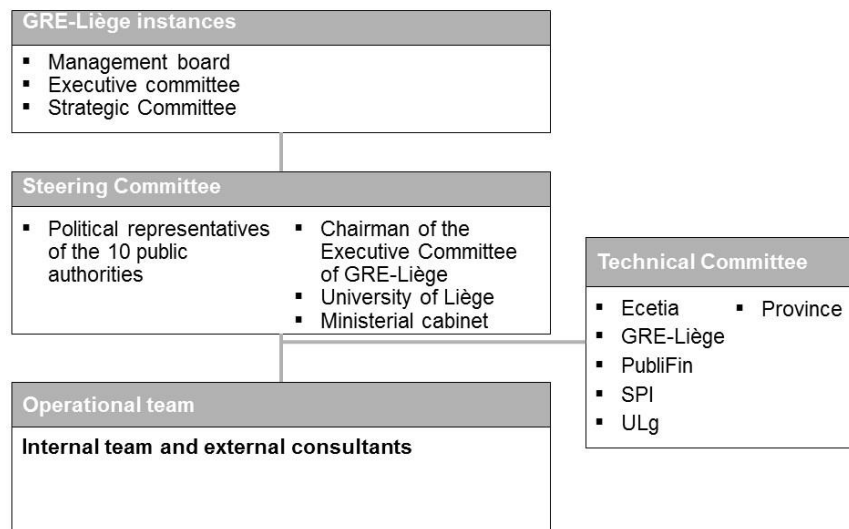 GRE-Liège instances
▪ Management board
▪ Executive committee
▪ Strategic Committee
Steering Committee
▪ Political representatives
of the 10 public
authorities
▪ Chairman of the
Executive Committee
of GRE-Liège
▪ University of Liège
▪ Ministerial cabinet
Technical Committee
▪ Ecetia
▪ GRE-Liège
▪ PubliFin
▪ SPI
▪ ULg
▪ Province
Operational team
Internal team and external consultants